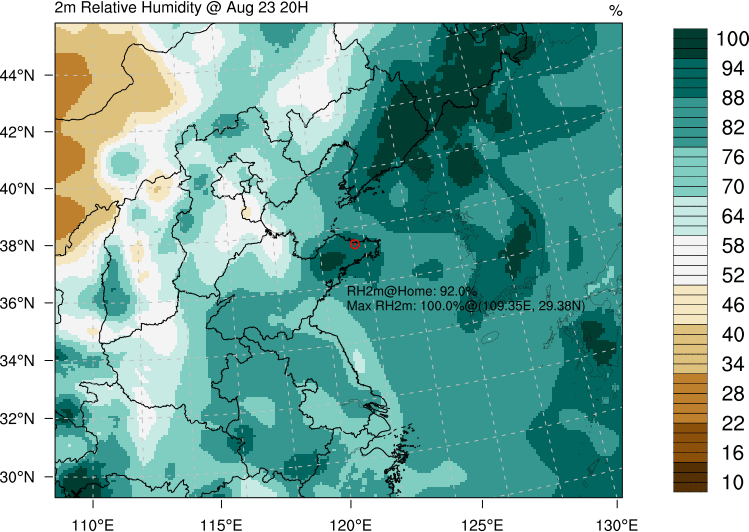 2m Relative Humidity @ Aug 23 20H
%
44°N
42°N
40°N
38°N
36°N
34°N
32°N
30°N
110°E
115°E
120°E
125°E
130°E
RH2m@Home: 92.0%
Max RH2m: 100.0%@(109.35E, 29.38N)
100
94
88
82
76
70
64
58
52
46
40
34
28
22
16
10